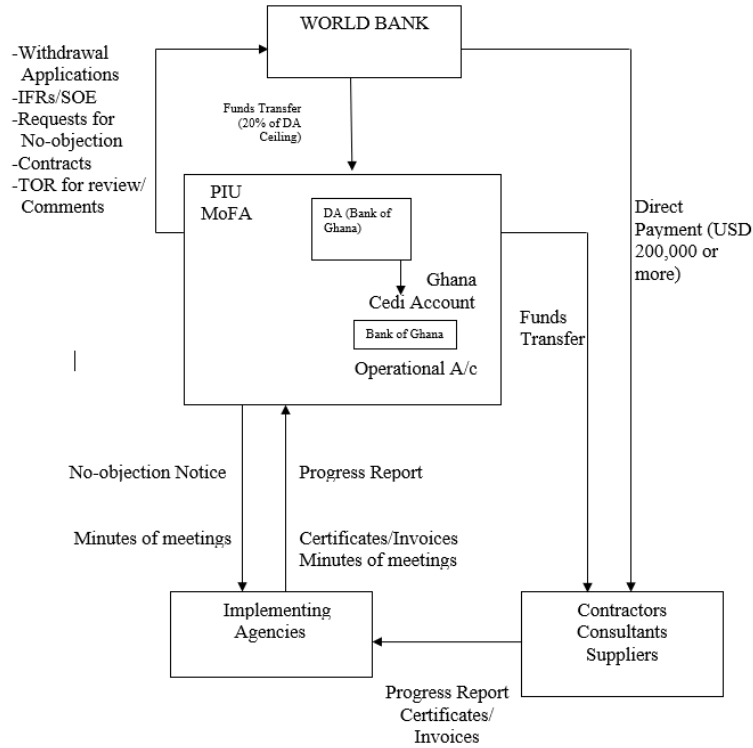 WORLD BANK
-Withdrawal
Applications
-IFRs/SOE
-Requests for
No-objection
-Contracts
-TOR for review/
Comments
Funds Transfer
(20% of DA
Ceiling)
PIU
MoFA
DA (Bank of
Ghana)
Ghana
Cedi Account
Bank of Ghana
Operational A/c
Direct
Payment (USD
200,000 or
more)
Funds
Transfer
No-objection Notice
Minutes of meetings
Progress Report
Certificates/Invoices
Minutes of meetings
Implementing
Agencies
Contractors
Consultants
Suppliers
Progress Report
Certificates/
Invoices